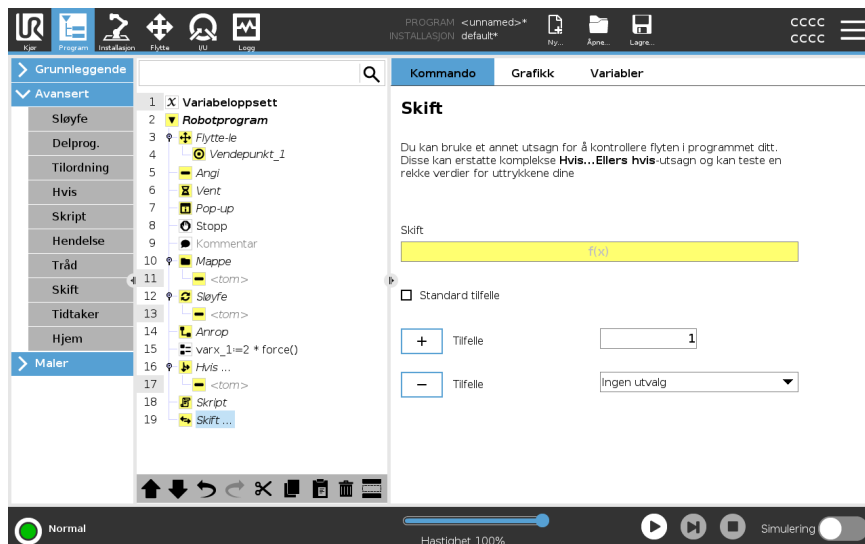 PROGRAM <unnamed>*
INSTALLASJON default*
UR
Kjør
Program
Installasjon
Flytte
I/U
Logg
Ny...
Åpne...
Lagre...
CCCC
CCCC
Grunnleggende
Avansert
Sløyfe
Delprog.
Tilordning
Hvis
Skript
Hendelse
Tråd
Skift
Tidtaker
Hjem
Maler
1 X Variabeloppsett
2 Robotprogram
3 Flytte-le
4 Vendepunkt_1
5 Angi
6 Vent
7 Pop-up
8 Stopp
9 Kommentar
10 Mappe
11 <tom>
12 Sløyfe
13 <tom>
14 Anrop
15 varx_1≔2 * force()
16 Hvis ...
17 <tom>
18 Skript
19 Skift ...
Kommando Grafikk Variabler
Skift
Du kan bruke et annet utsagn for å kontrollere flyten i programmet ditt.
Disse kan erstatte komplekse Hvis...Ellers hvis-utsagn og kan teste en
rekke verdier for uttrykkene dine
Skift
f(x)
Standard tilfelle
+ Tilfelle 1
− Tilfelle Ingen utvalg
Normal
Hastighet 100%
Simulering